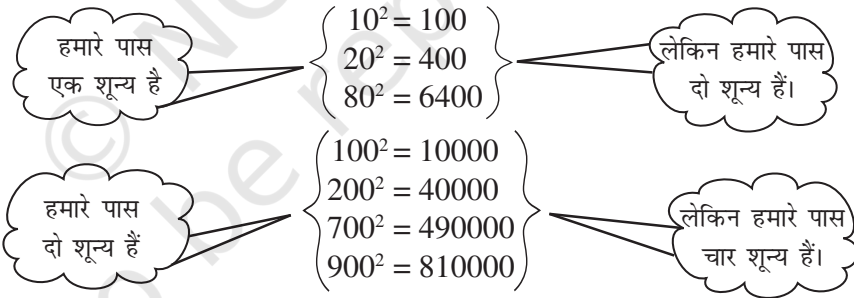 हमारे पास
एक शून्य है
10² = 100
20² = 400
80² = 6400
लेकिन हमारे पास
दो शून्य हैं।
हमारे पास
दो शून्य हैं
100² = 10000
200² = 40000
700² = 490000
900² = 810000
लेकिन हमारे पास
चार शून्य हैं।